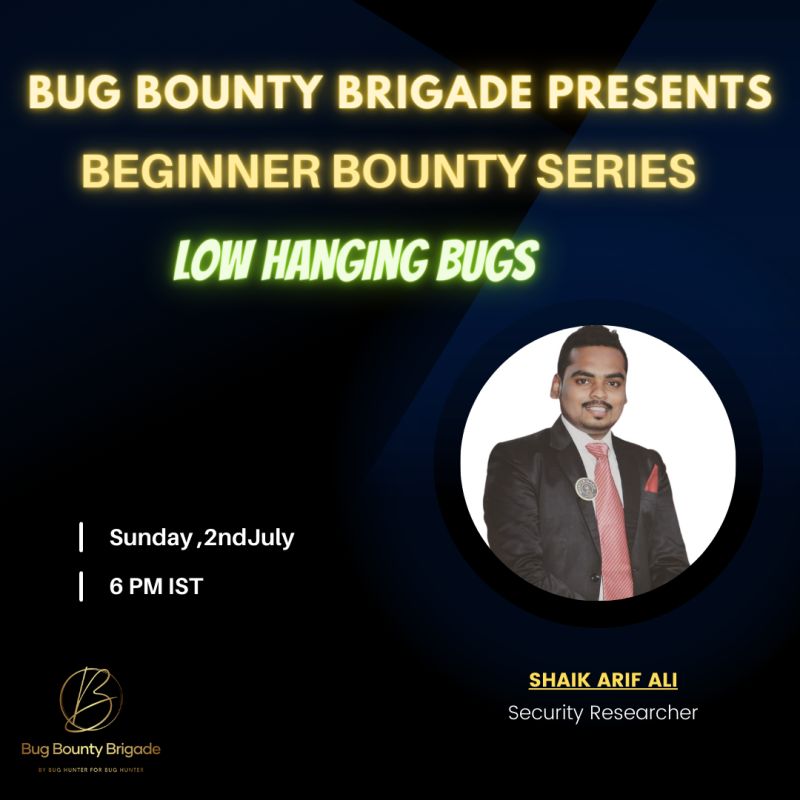 BUG BOUNTY BRIGADE PRESENTS
BEGINNER BOUNTY SERIES
LOW HANGING BUGS
Sunday ,2ndJuly
6 PM IST
SHAIK ARIF ALI
Security Researcher
B
Bug Bounty Brigade
BY BUG HUNTER FOR BUG HUNTER